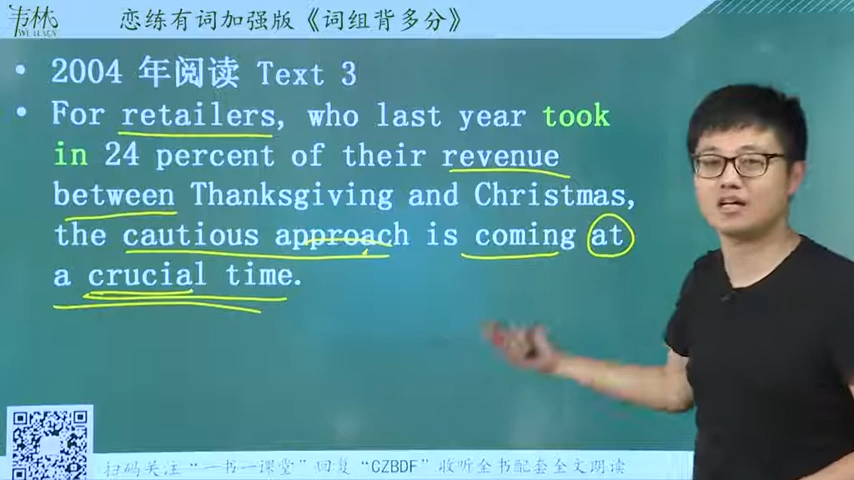 韦林
WE LEARN
恋练有词加强版《词组背多分》
• 2004 年阅读 Text 3
• For retailers, who last year took
in 24 percent of their revenue
between Thanksgiving and Christmas,
the cautious approach is coming at
a crucial time.
扫码关注“一书一课堂”回复“CZBDF”收听全书配套全文朗读